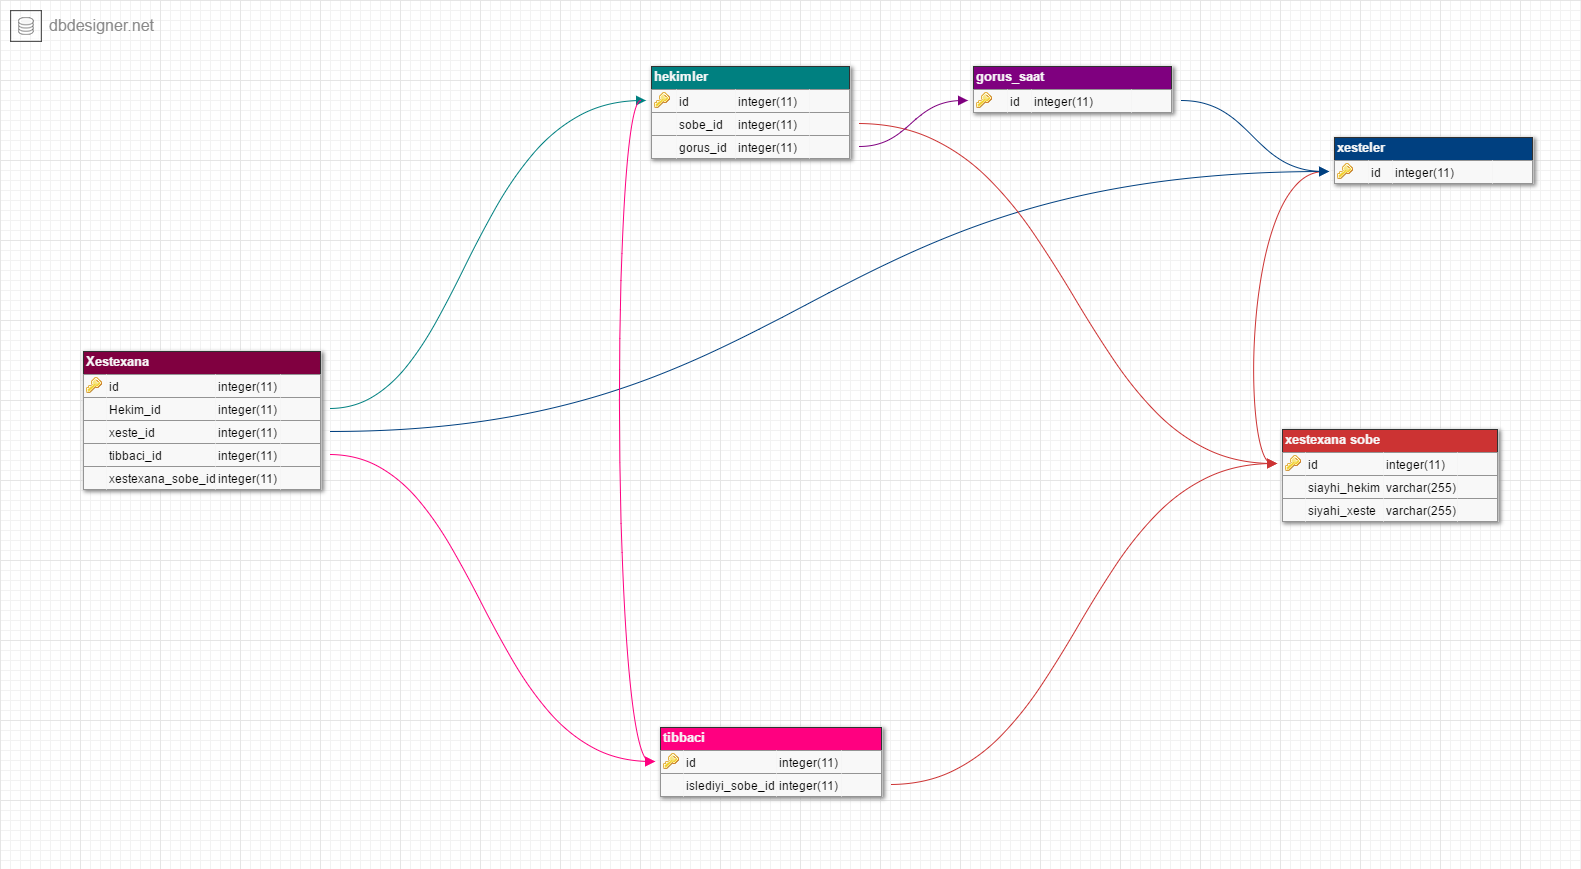 dbdesigner.net
hekimler
id integer(11)
sobe_id integer(11)
gorus_id integer(11)
gorus_saat
id integer(11)
xesteler
id integer(11)
Xestexana
id integer(11)
Hekim_id integer(11)
xeste_id integer(11)
tibbaci_id integer(11)
xestexana_sobe_id integer(11)
xestexana sobe
id integer(11)
siayhi_hekim varchar(255)
siyahi_xeste varchar(255)
tibbaci
id integer(11)
islediyi_sobe_id integer(11)